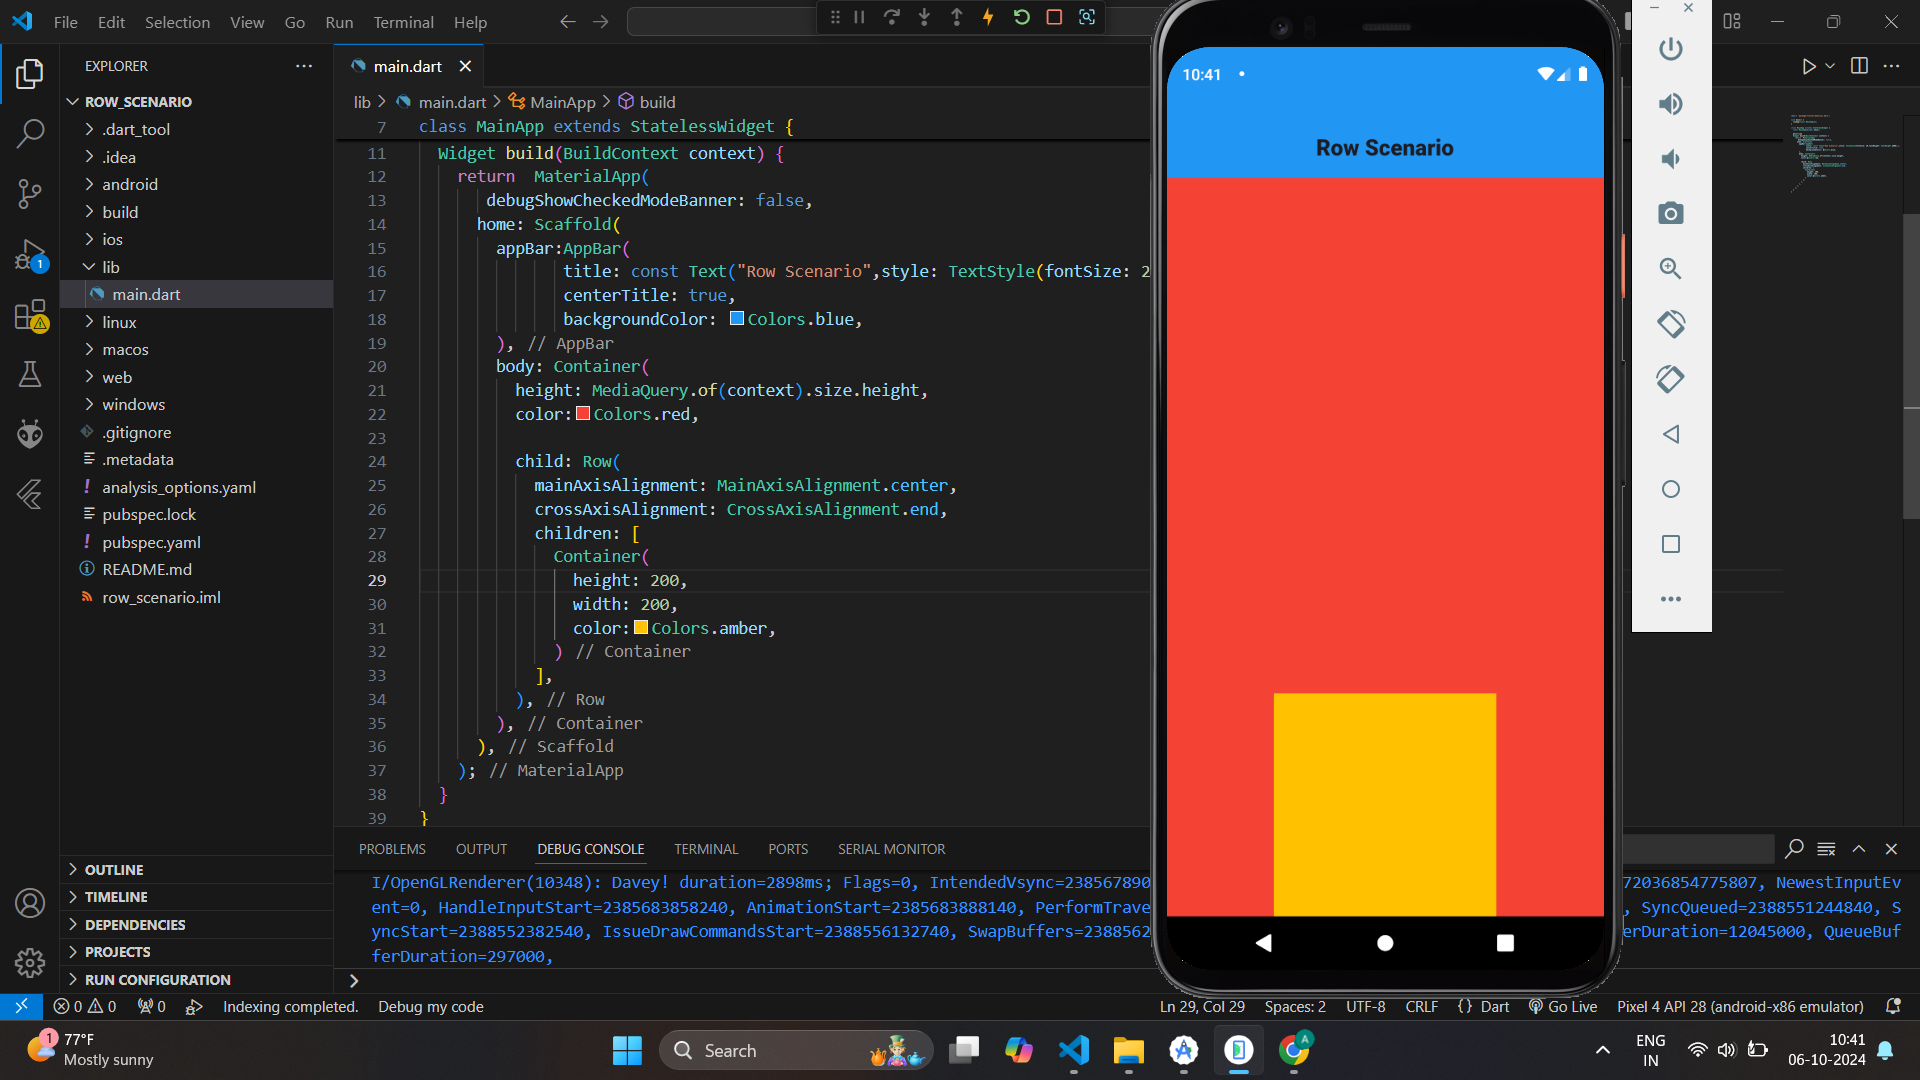 File Edit Selection View Go Run Terminal Help
EXPLORER
ROW_SCENARIO
.dart_tool
.idea
android
build
ios
lib
main.dart
linux
macos
web
windows
.gitignore
.metadata
analysis_options.yaml
pubspec.lock
pubspec.yaml
README.md
row_scenario.iml
OUTLINE
TIMELINE
DEPENDENCIES
PROJECTS
RUN CONFIGURATION
1
main.dart
lib > main.dart > MainApp > build
7 class MainApp extends StatelessWidget {
11 Widget build(BuildContext context) {
12 return MaterialApp(
13 debugShowCheckedModeBanner: false,
14 home: Scaffold(
15 appBar:AppBar(
16 title: const Text("Row Scenario",style: TextStyle(fontSize: 2
17 centerTitle: true,
18 backgroundColor: Colors.blue,
19 ), // AppBar
20 body: Container(
21 height: MediaQuery.of(context).size.height,
22 color: Colors.red,
23
24 child: Row(
25 mainAxisAlignment: MainAxisAlignment.center,
26 crossAxisAlignment: CrossAxisAlignment.end,
27 children: [
28 Container(
29 height: 200,
30 width: 200,
31 color: Colors.amber,
32 ) // Container
33 ],
34 ), // Row
35 ), // Container
36 ), // Scaffold
37 ); // MaterialApp
38 }
39 }
10:41
Row Scenario
PROBLEMS OUTPUT DEBUG CONSOLE TERMINAL PORTS SERIAL MONITOR
I/OpenGLRenderer(10348): Davey! duration=2898ms; Flags=0, IntendedVsync=238567890 72036854775807, NewestInputEv
ent=0, HandleInputStart=2385683858240, AnimationStart=2385683888140, PerformTrave , SyncQueued=2388551244840, S
yncStart=2388552382540, IssueDrawCommandsStart=2388556132740, SwapBuffers=2388562 erDuration=12045000, QueueBuf
ferDuration=297000,
>
0 0 0 Indexing completed. Debug my code Ln 29, Col 29 Spaces: 2 UTF-8 CRLF {} Dart Go Live Pixel 4 API 28 (android-x86 emulator)
1
77°F
Mostly sunny
Search
A
ENG
IN
10:41
06-10-2024